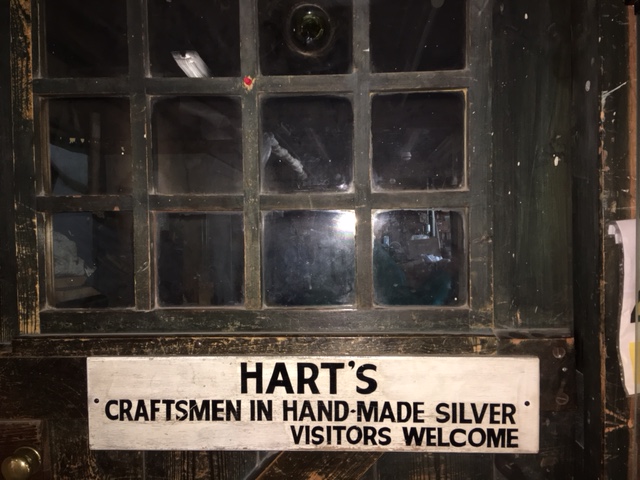 HART'S
CRAFTSMEN IN HAND-MADE SILVER
VISITORS WELCOME